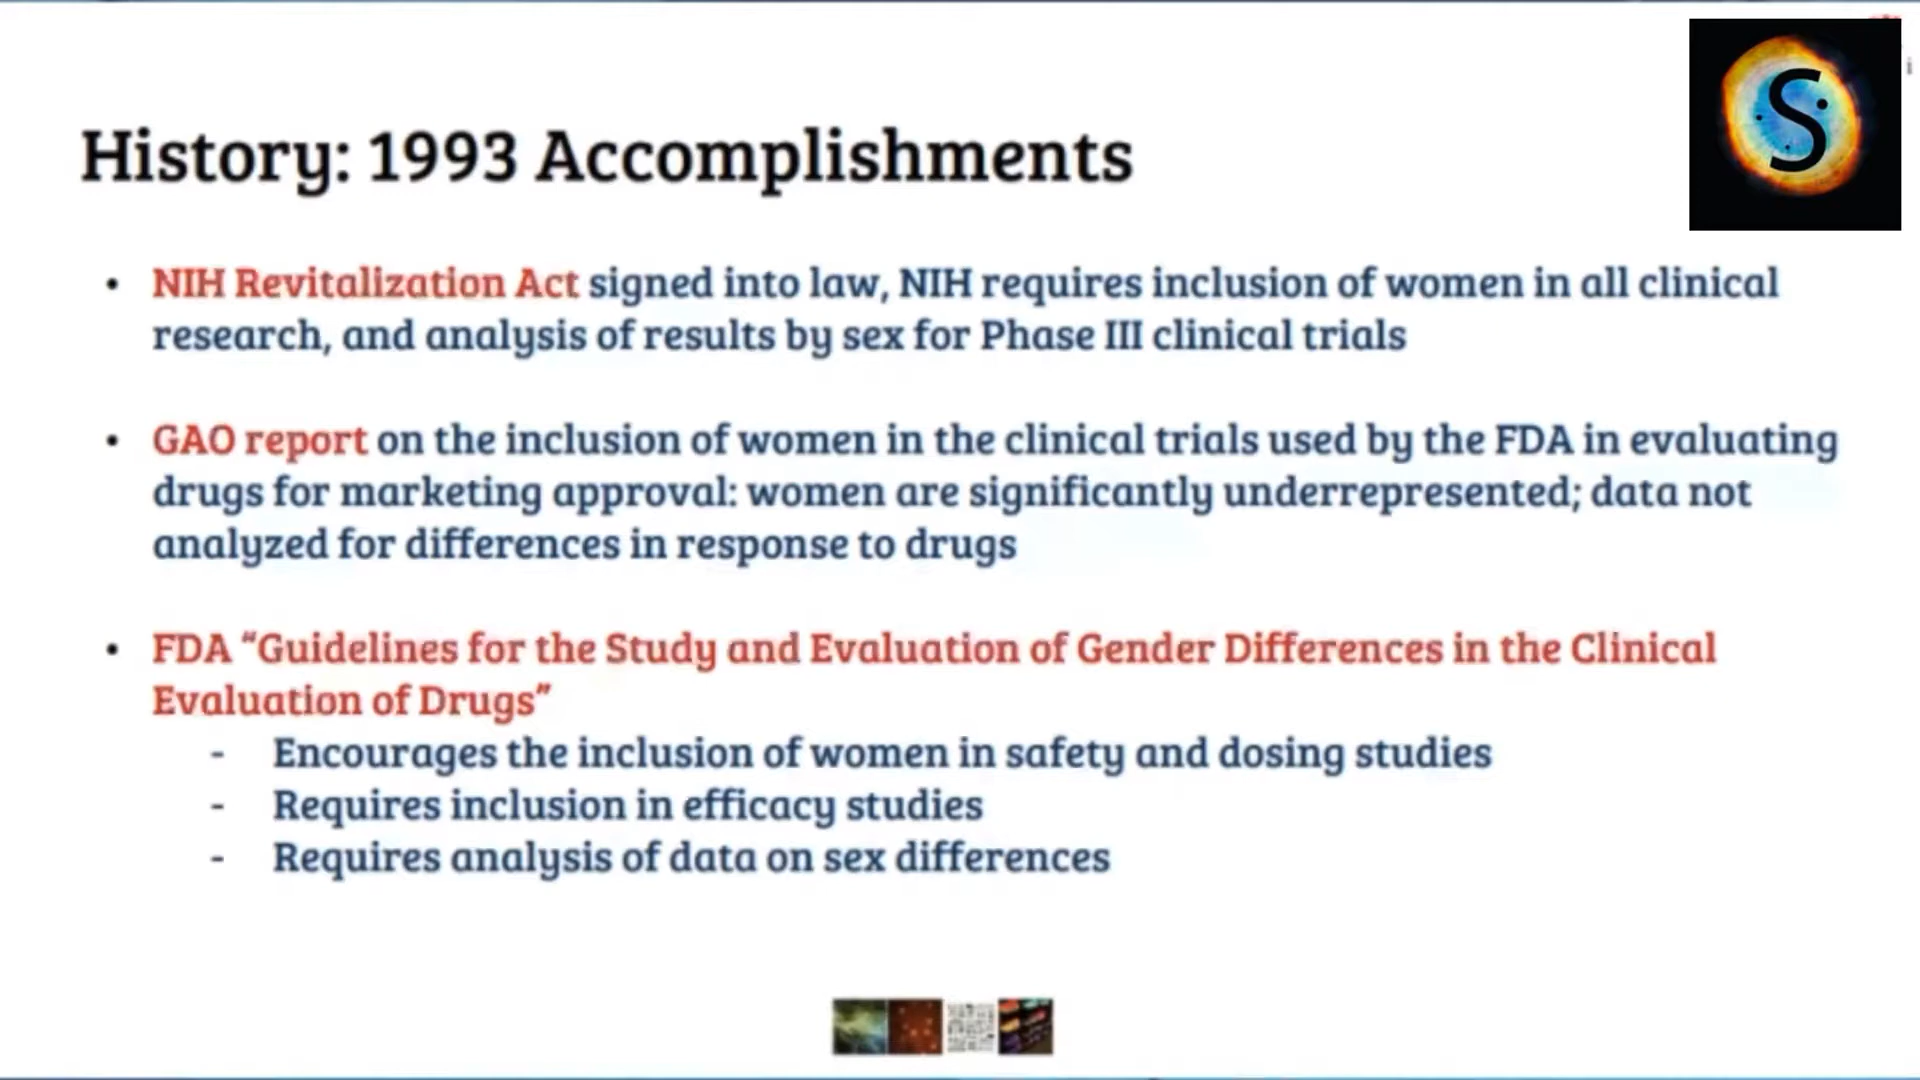 S
History: 1993 Accomplishments
• NIH Revitalization Act signed into law, NIH requires inclusion of women in all clinical
research, and analysis of results by sex for Phase III clinical trials
• GAO report on the inclusion of women in the clinical trials used by the FDA in evaluating
drugs for marketing approval: women are significantly underrepresented; data not
analyzed for differences in response to drugs
• FDA “Guidelines for the Study and Evaluation of Gender Differences in the Clinical
Evaluation of Drugs”
- Encourages the inclusion of women in safety and dosing studies
- Requires inclusion in efficacy studies
- Requires analysis of data on sex differences